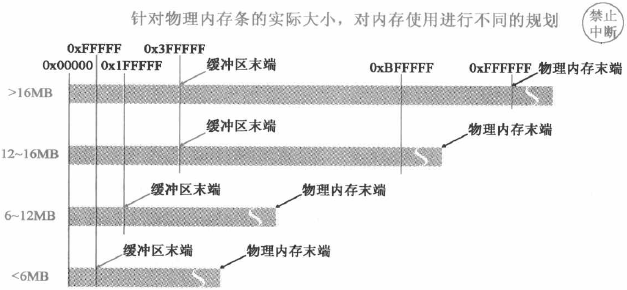 针对物理内存条的实际大小，对内存使用进行不同的规划
禁止
中断
0xFFFFF
0x3FFFFF
0x00000
0x1FFFFF
缓冲区末端
0xBFFFFF
0xFFFFFF
物理内存末端
>16MB
缓冲区末端
物理内存末端
12~16MB
缓冲区末端
物理内存末端
6~12MB
缓冲区末端
物理内存末端
<6MB